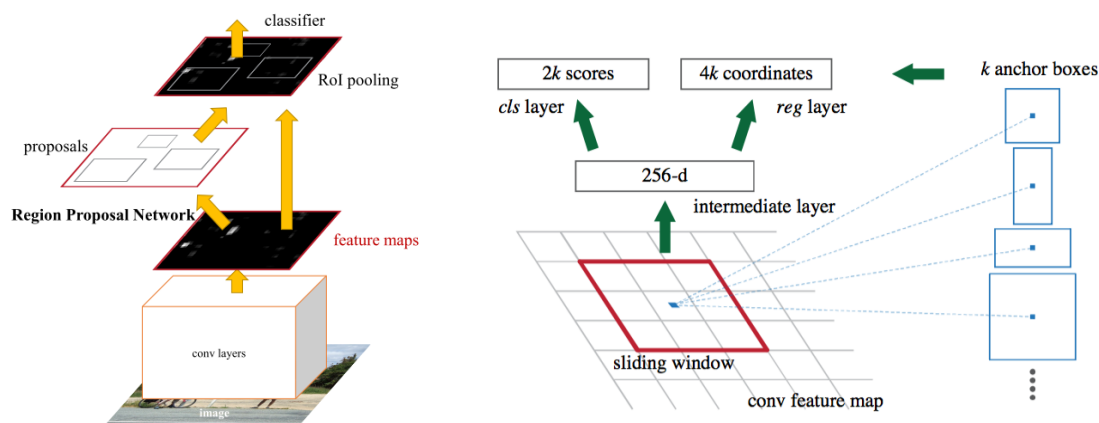 classifier
RoI pooling
proposals
Region Proposal Network
feature maps
conv layers
image
2k scores
4k coordinates
k anchor boxes
cls layer
reg layer
256-d
intermediate layer
sliding window
conv feature map